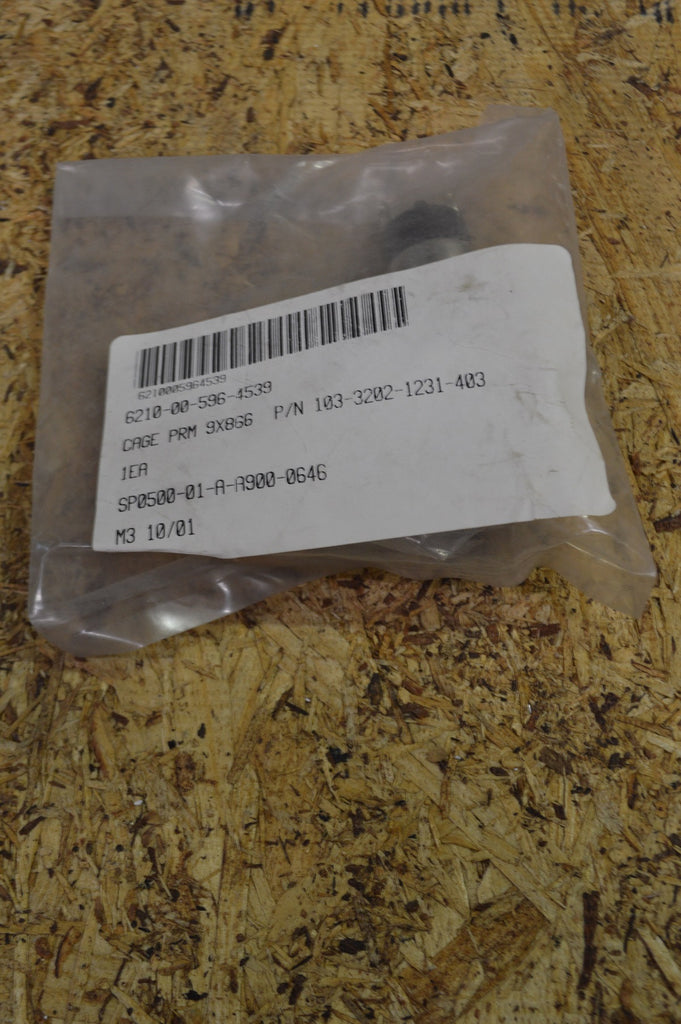 6210005964539
6210-00-596-4539
CAGE PRM 9X8GG P/N 103-3202-1231-403
1EA
SP0500-01-A-A900-0646
M3 10/01